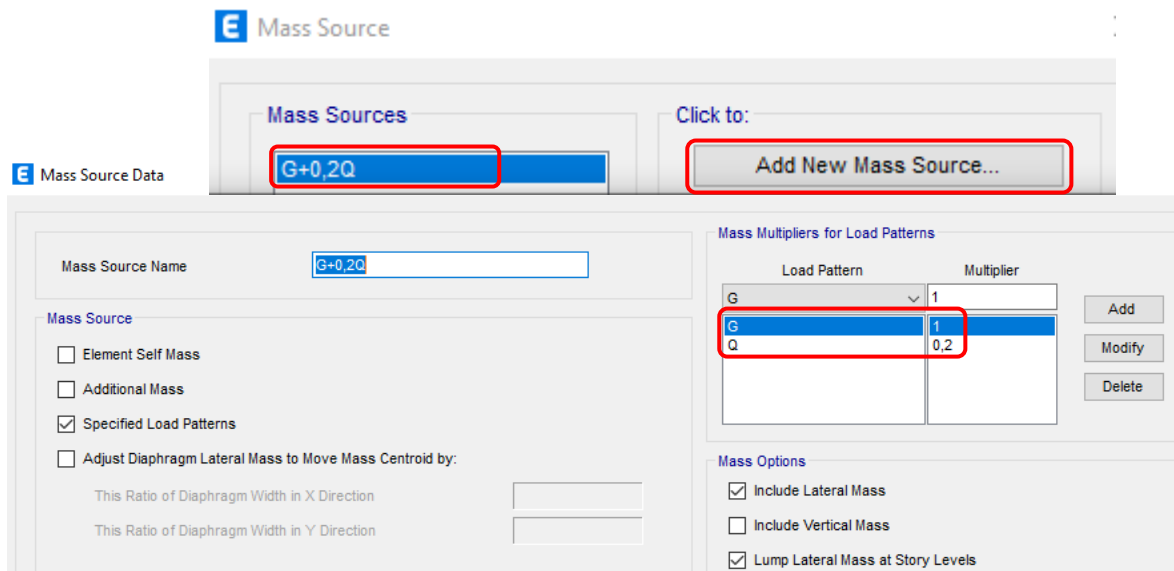 E Mass Source
Mass Sources
Click to:
G+0,2Q
Add New Mass Source...
E Mass Source Data
Mass Source Name
G+0,2Q
Mass Source
Element Self Mass
Additional Mass
Specified Load Patterns
Adjust Diaphragm Lateral Mass to Move Mass Centroid by:
This Ratio of Diaphragm Width in X Direction
This Ratio of Diaphragm Width in Y Direction
Mass Multipliers for Load Patterns
Load Pattern Multiplier
G 1
G 1
Q 0,2
Add
Modify
Delete
Mass Options
Include Lateral Mass
Include Vertical Mass
Lump Lateral Mass at Story Levels